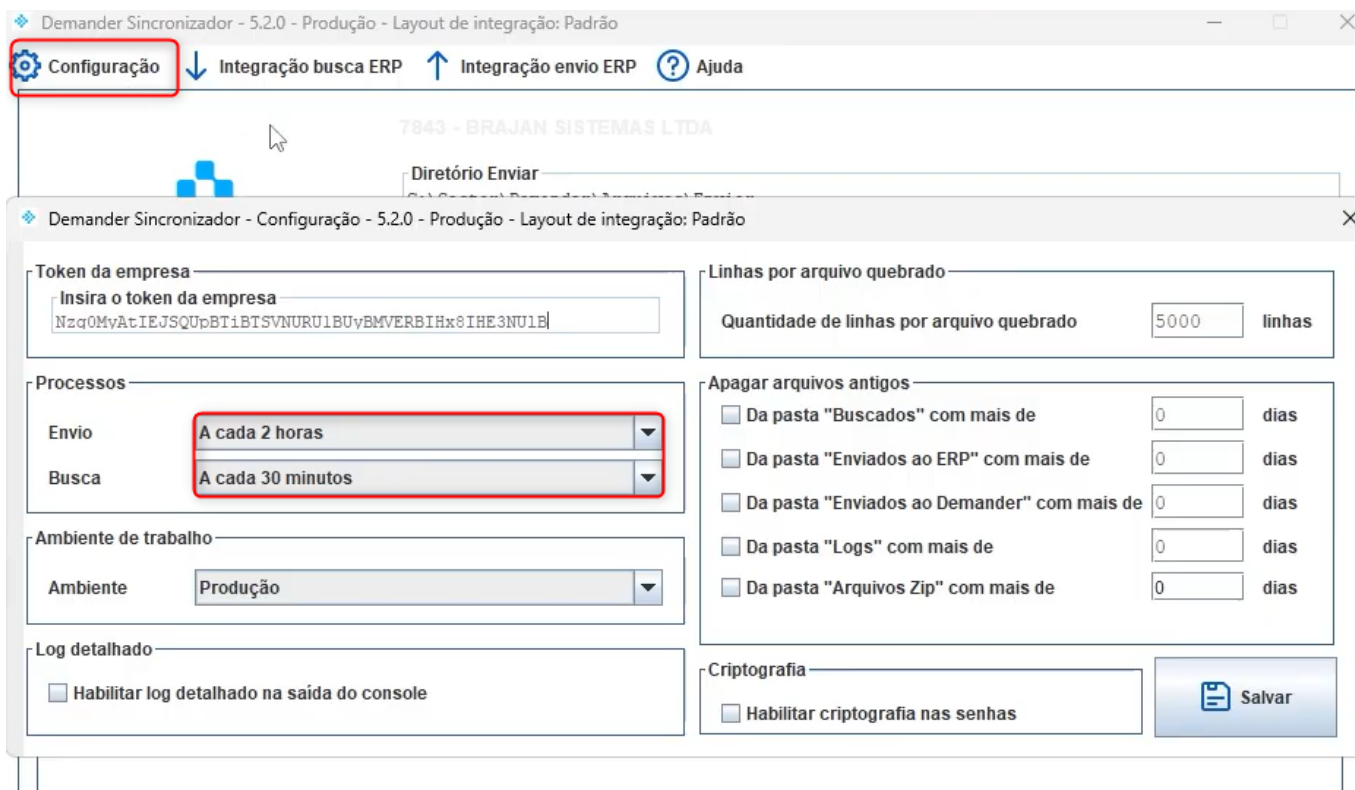 Demander Sincronizador - 5.2.0 - Produção - Layout de integração: Padrão
Configuração Integração busca ERP Integração envio ERP Ajuda
7843 - BRAJAN SISTEMAS LTDA
Diretório Enviar
Demander Sincronizador - Configuração - 5.2.0 - Produção - Layout de integração: Padrão
Token da empresa
Insira o token da empresa
Nzg0MyAtIEJSQUpBTiBTSVNURU1BUyBMVERBIHx8IHE3NU1B
Linhas por arquivo quebrado
Quantidade de linhas por arquivo quebrado 5000 linhas
Processos
Envio A cada 2 horas
Busca A cada 30 minutos
Apagar arquivos antigos
Da pasta "Buscados" com mais de 0 dias
Da pasta "Enviados ao ERP" com mais de 0 dias
Da pasta "Enviados ao Demander" com mais de 0 dias
Da pasta "Logs" com mais de 0 dias
Da pasta "Arquivos Zip" com mais de 0 dias
Ambiente de trabalho
Ambiente Produção
Log detalhado
Habilitar log detalhado na saída do console
Criptografia
Habilitar criptografia nas senhas
Salvar